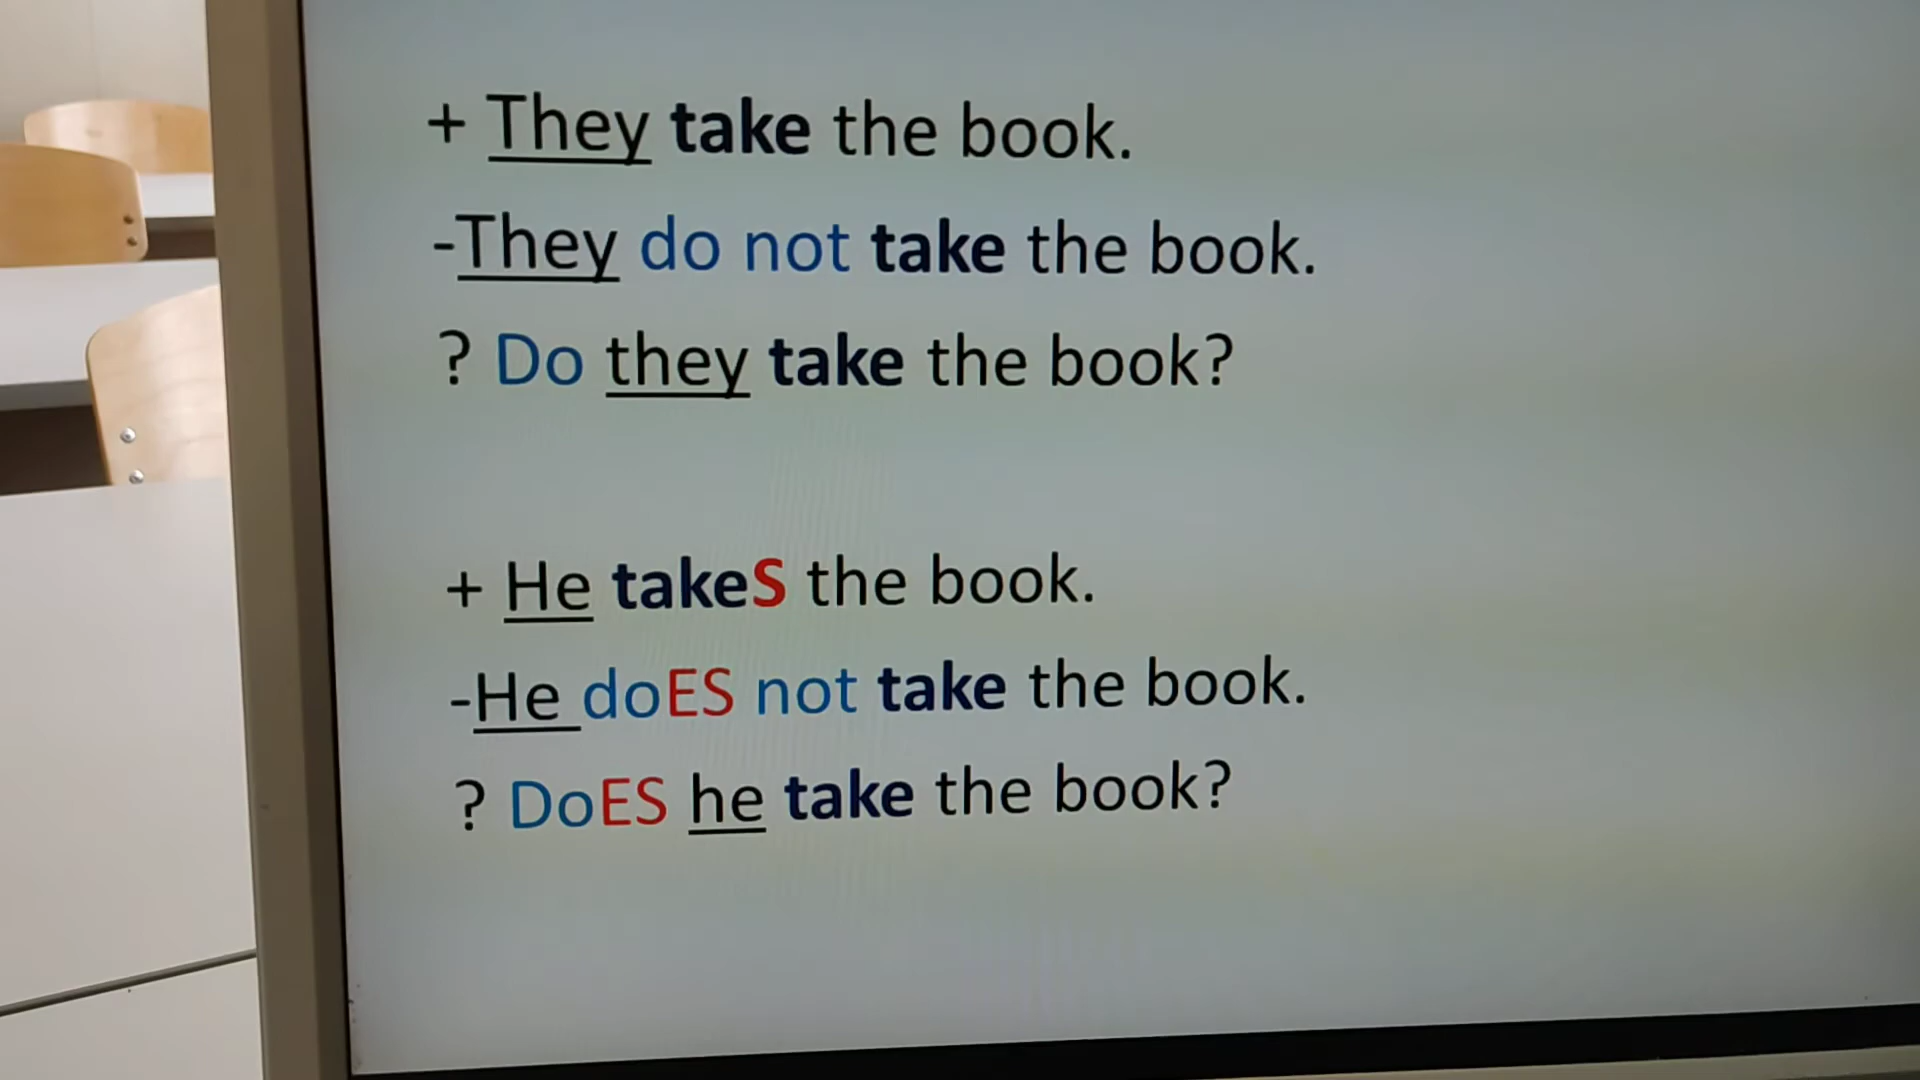 + They take the book.
-They do not take the book.
? Do they take the book?
+ He takeS the book.
-He doES not take the book.
? DoES he take the book?